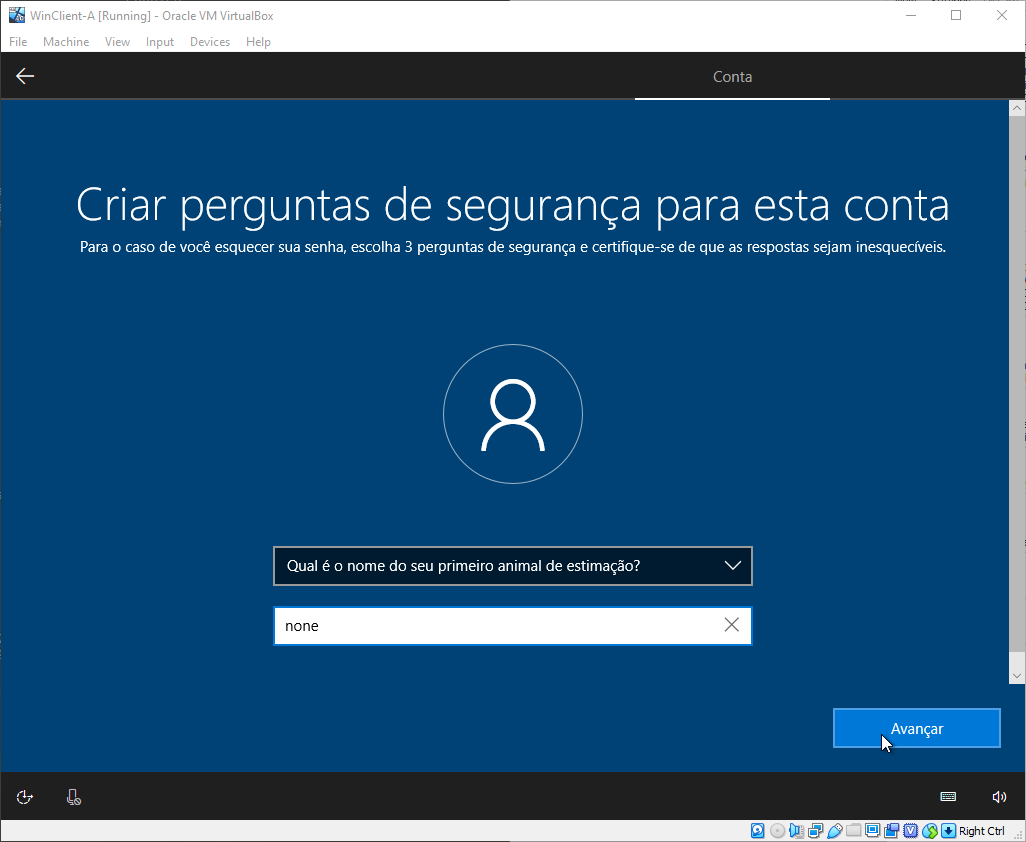 WinClient-A [Running] - Oracle VM VirtualBox
File Machine View Input Devices Help
Conta
Criar perguntas de segurança para esta conta
Para o caso de você esquecer sua senha, escolha 3 perguntas de segurança e certifique-se de que as respostas sejam inesquecíveis.
Qual é o nome do seu primeiro animal de estimação?
none
Avançar
Right Ctrl